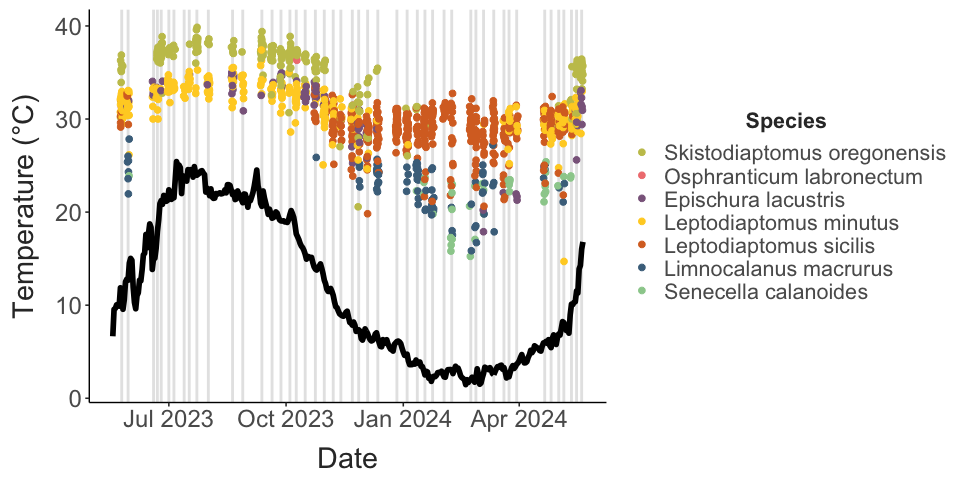 40
30
20
10
0
Temperature (°C)
Jul 2023 Oct 2023 Jan 2024 Apr 2024
Date
Species
Skistodiaptomus oregonensis
Osphranticum labronectum
Epischura lacustris
Leptodiaptomus minutus
Leptodiaptomus sicilis
Limnocalanus macrurus
Senecella calanoides